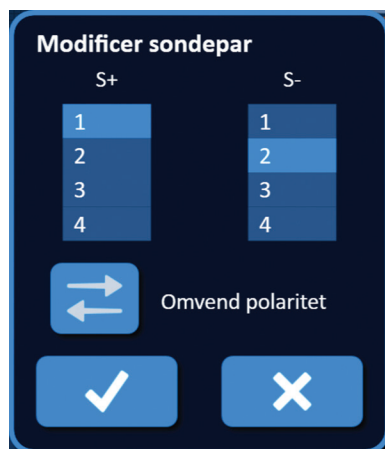 Modificer sondepar
S+ S-
1 1
2 2
3 3
4 4
Omvend polaritet